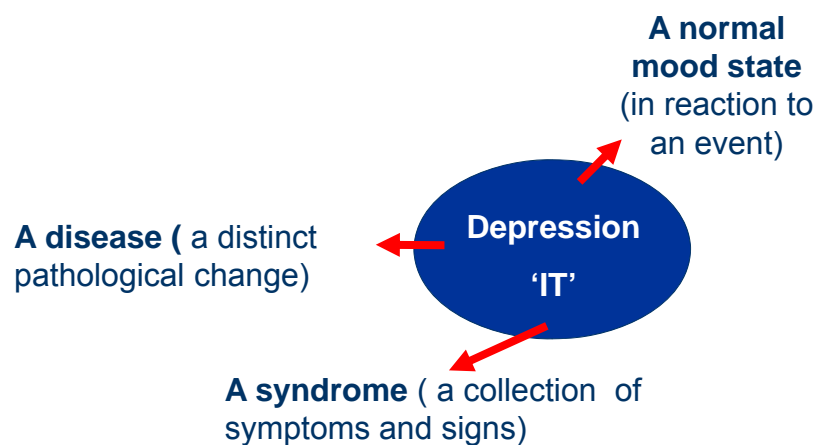 A normal
mood state
(in reaction to
an event)
Depression
‘IT’
A disease ( a distinct
pathological change)
A syndrome ( a collection of
symptoms and signs)